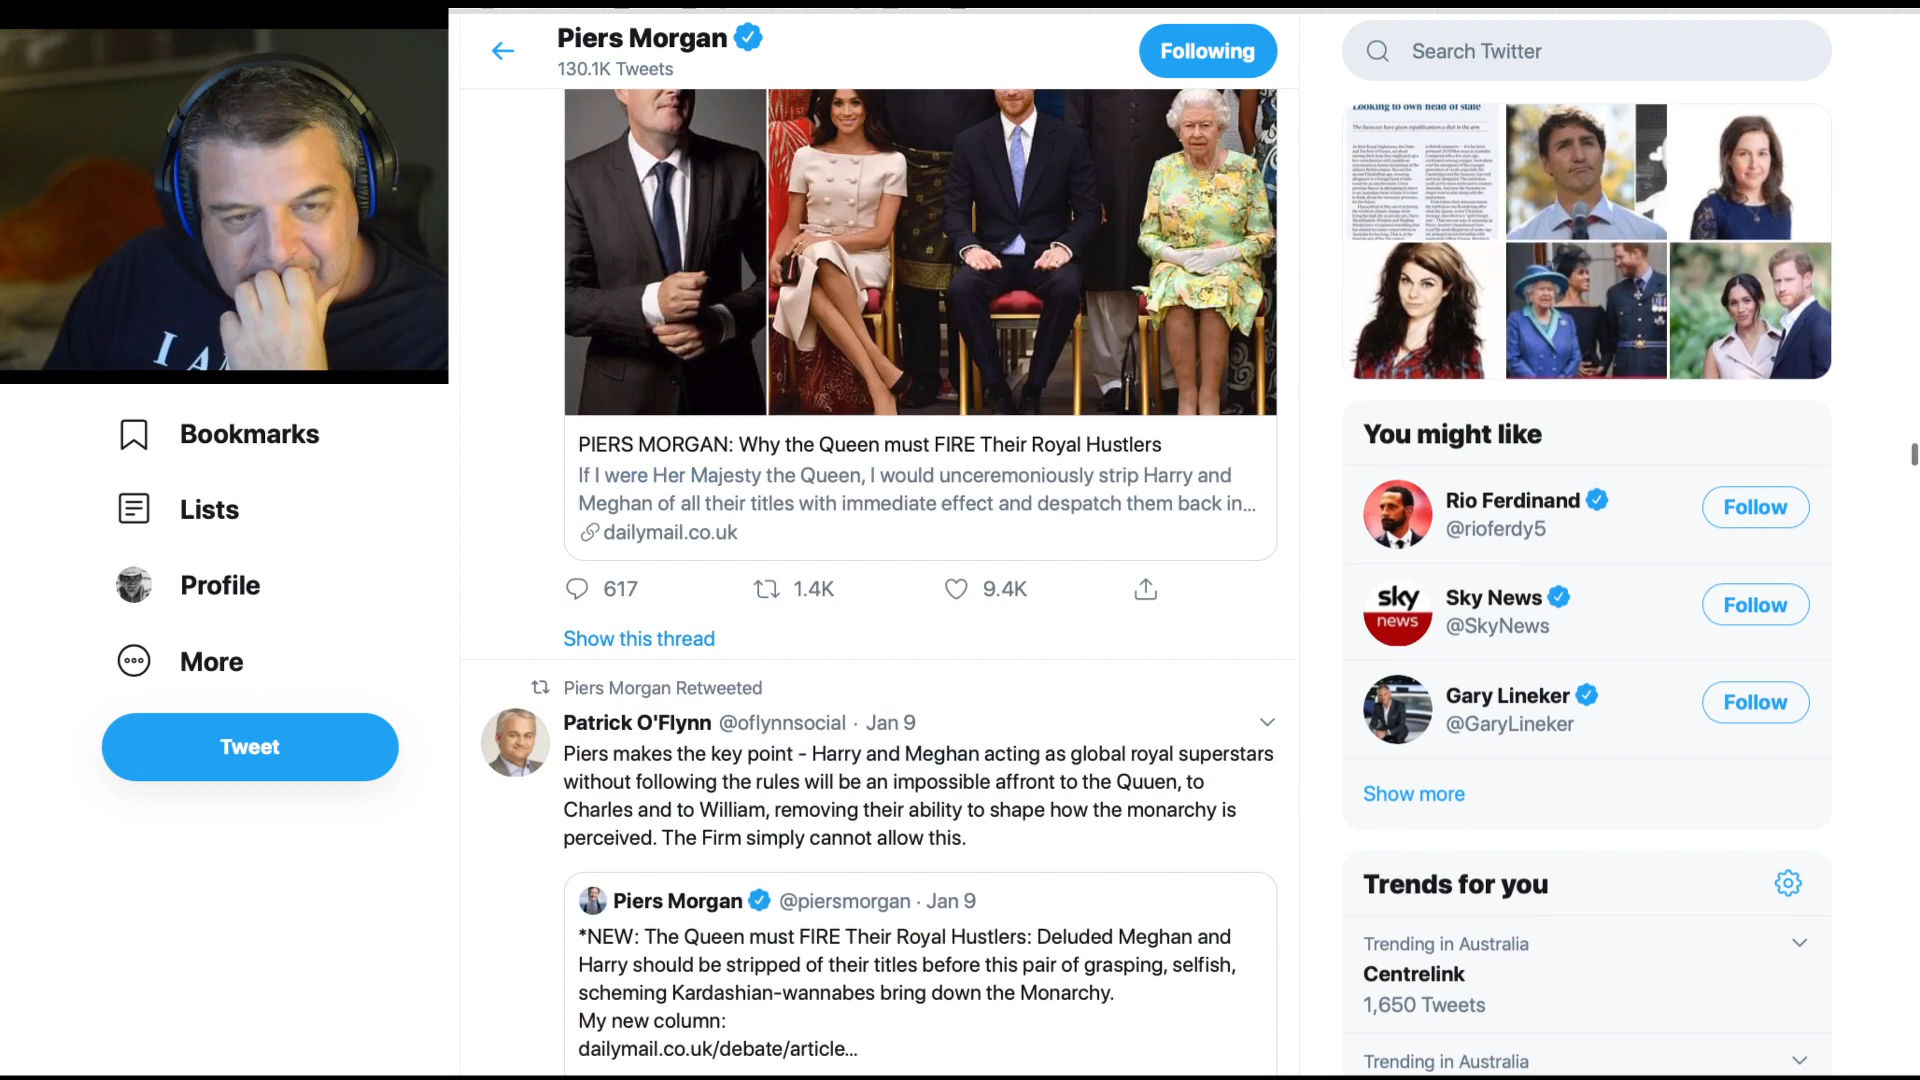 Piers Morgan
130.1K Tweets
Following
Search Twitter
Looking to own head of state
I AM
PIERS MORGAN: Why the Queen must FIRE Their Royal Hustlers
If I were Her Majesty the Queen, I would unceremoniously strip Harry and
Meghan of all their titles with immediate effect and despatch them back in...
dailymail.co.uk
617
1.4K
9.4K
Show this thread
Piers Morgan Retweeted
Patrick O'Flynn @oflynnsocial · Jan 9
Piers makes the key point - Harry and Meghan acting as global royal superstars
without following the rules will be an impossible affront to the Quuen, to
Charles and to William, removing their ability to shape how the monarchy is
perceived. The Firm simply cannot allow this.
Piers Morgan @piersmorgan · Jan 9
*NEW: The Queen must FIRE Their Royal Hustlers: Deluded Meghan and
Harry should be stripped of their titles before this pair of grasping, selfish,
scheming Kardashian-wannabes bring down the Monarchy.
My new column:
dailymail.co.uk/debate/article...
Bookmarks
Lists
Profile
More
Tweet
You might like
Rio Ferdinand
@rioferdy5
Follow
sky
news
Sky News
@SkyNews
Follow
Gary Lineker
@GaryLineker
Follow
Show more
Trends for you
Trending in Australia
Centrelink
1,650 Tweets
Trending in Australia